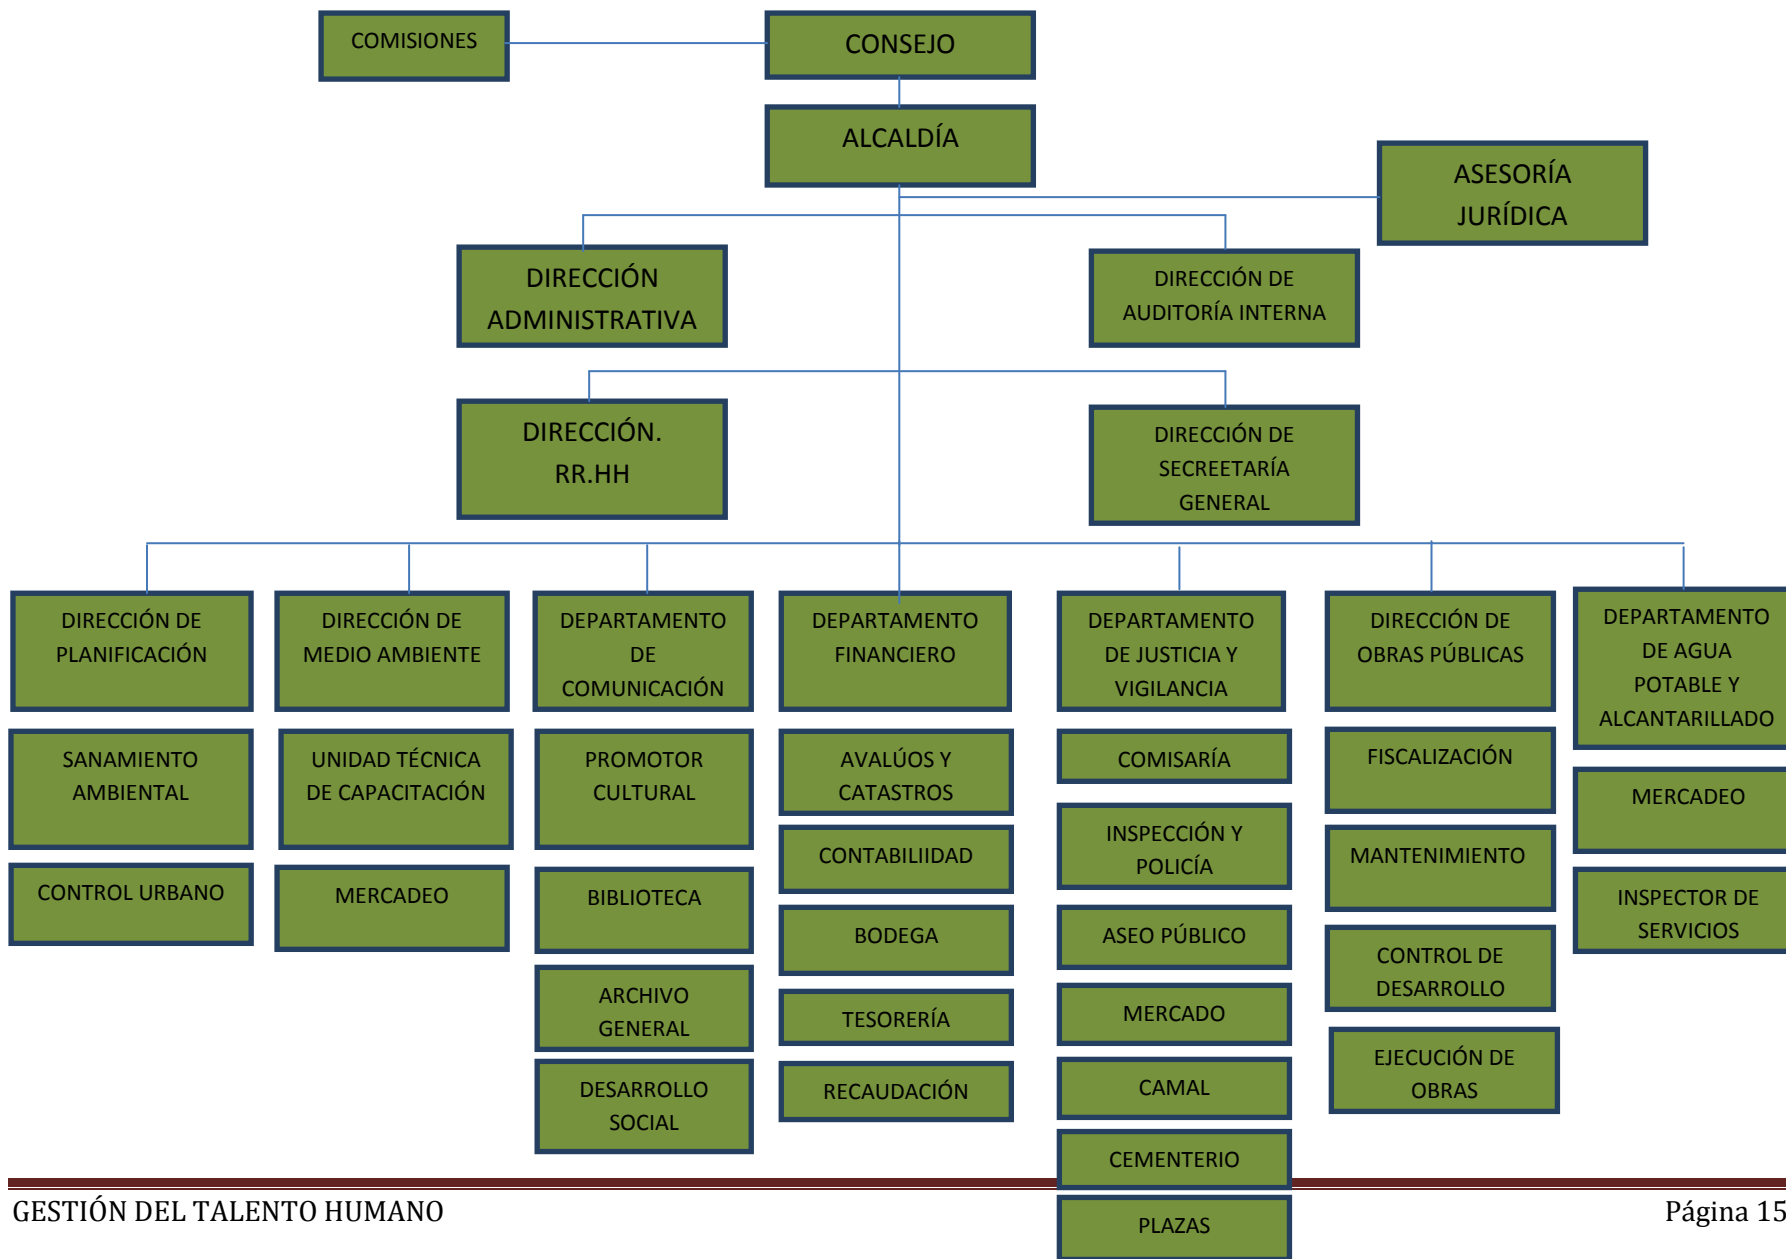 COMISIONES
CONSEJO
ALCALDÍA
ASESORÍA
JURÍDICA
DIRECCIÓN
ADMINISTRATIVA
DIRECCIÓN DE
AUDITORÍA INTERNA
DIRECCIÓN.
RR.HH
DIRECCIÓN DE
SECREETARÍA
GENERAL
DIRECCIÓN DE
PLANIFICACIÓN
DIRECCIÓN DE
MEDIO AMBIENTE
DEPARTAMENTO
DE
COMUNICACIÓN
DEPARTAMENTO
FINANCIERO
DEPARTAMENTO
DE JUSTICIA Y
VIGILANCIA
DIRECCIÓN DE
OBRAS PÚBLICAS
DEPARTAMENTO
DE AGUA
POTABLE Y
ALCANTARILLADO
SANAMIENTO
AMBIENTAL
CONTROL URBANO
UNIDAD TÉCNICA
DE CAPACITACIÓN
MERCADEO
PROMOTOR
CULTURAL
BIBLIOTECA
ARCHIVO
GENERAL
DESARROLLO
SOCIAL
AVALÚOS Y
CATASTROS
CONTABILIIDAD
BODEGA
TESORERÍA
RECAUDACIÓN
COMISARÍA
INSPECCIÓN Y
POLICÍA
ASEO PÚBLICO
MERCADO
CAMAL
CEMENTERIO
PLAZAS
FISCALIZACIÓN
MANTENIMIENTO
CONTROL DE
DESARROLLO
EJECUCIÓN DE
OBRAS
MERCADEO
INSPECTOR DE
SERVICIOS
GESTIÓN DEL TALENTO HUMANO
Página 15